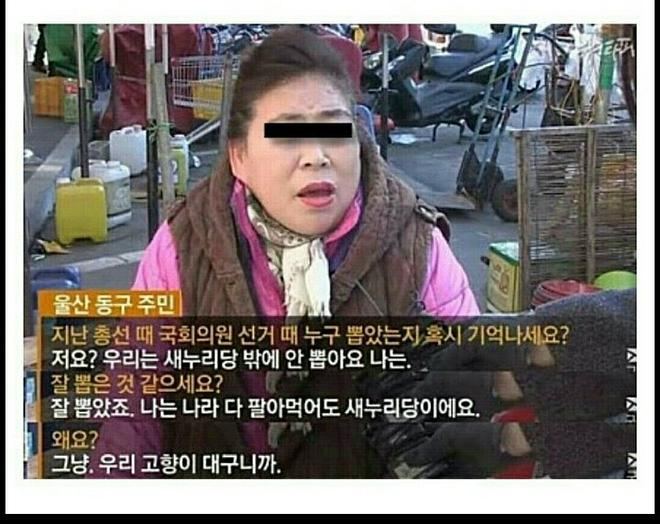 뉴스타파
울산 동구 주민
지난 총선 때 국회의원 선거 때 누구 뽑았는지 혹시 기억나세요?
저요? 우리는 새누리당 밖에 안 뽑아요 나는.
잘 뽑은 것 같으세요?
잘 뽑았죠. 나는 나라 다 팔아먹어도 새누리당이에요.
왜요?
그냥. 우리 고향이 대구니까.